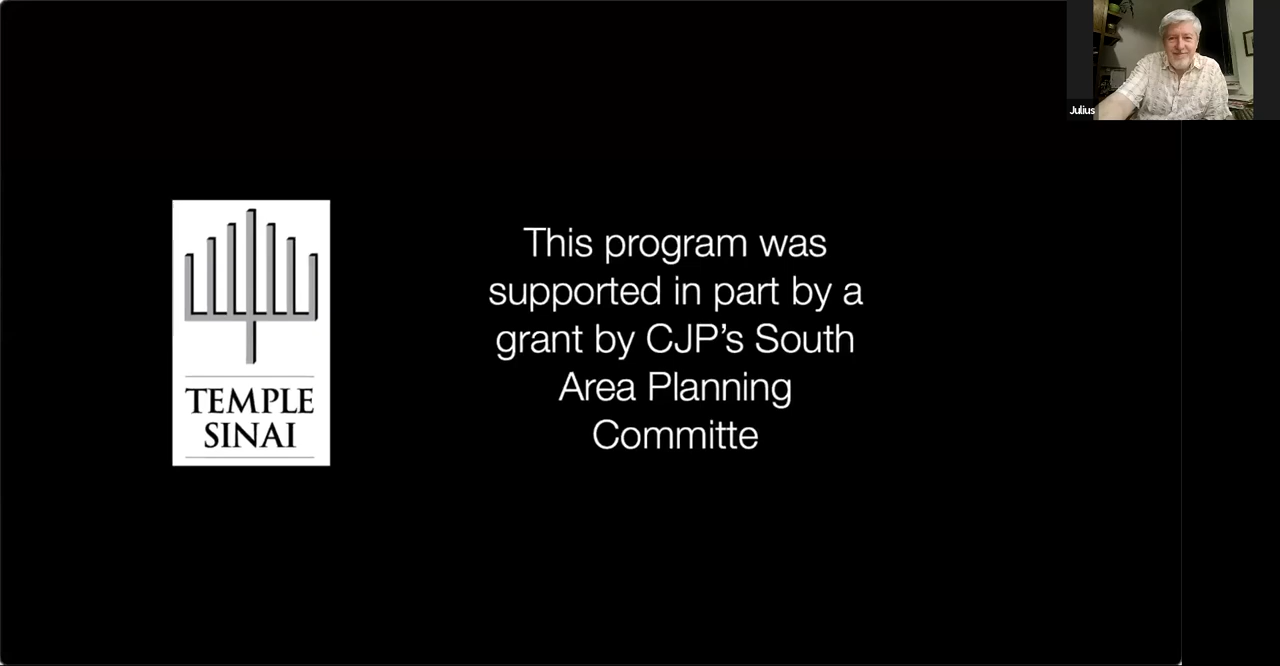 Julius
TEMPLE
SINAI
This program was
supported in part by a
grant by CJP’s South
Area Planning
Committe